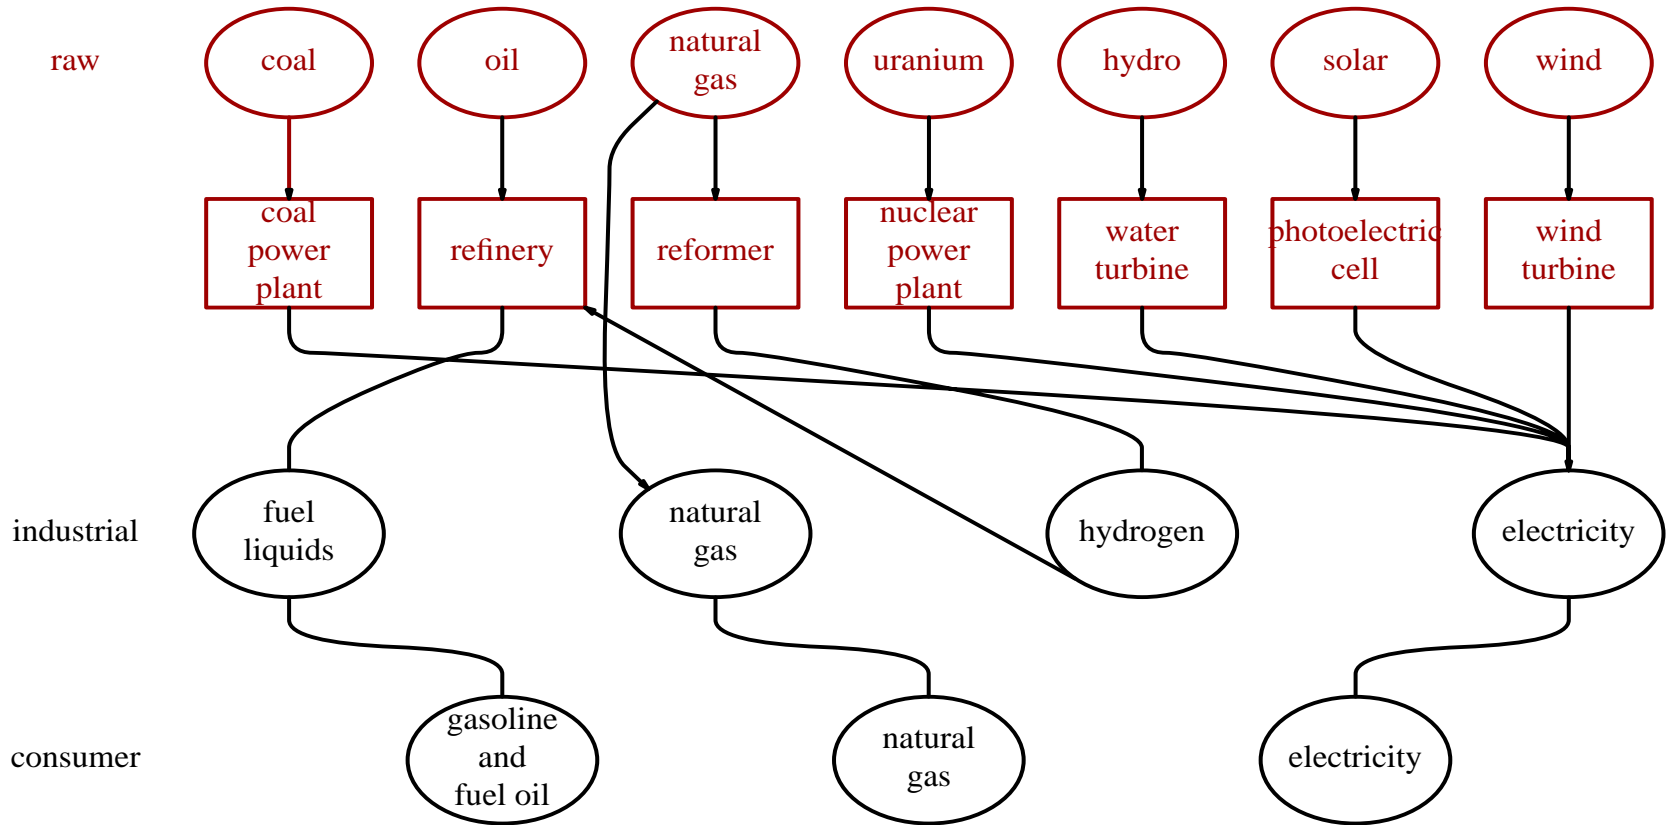 raw
coal
oil
natural
gas
uranium
hydro
solar
wind
coal
power
plant
refinery
reformer
nuclear
power
plant
water
turbine
photoelectric
cell
wind
turbine
industrial
fuel
liquids
natural
gas
hydrogen
electricity
consumer
gasoline
and
fuel oil
natural
gas
electricity